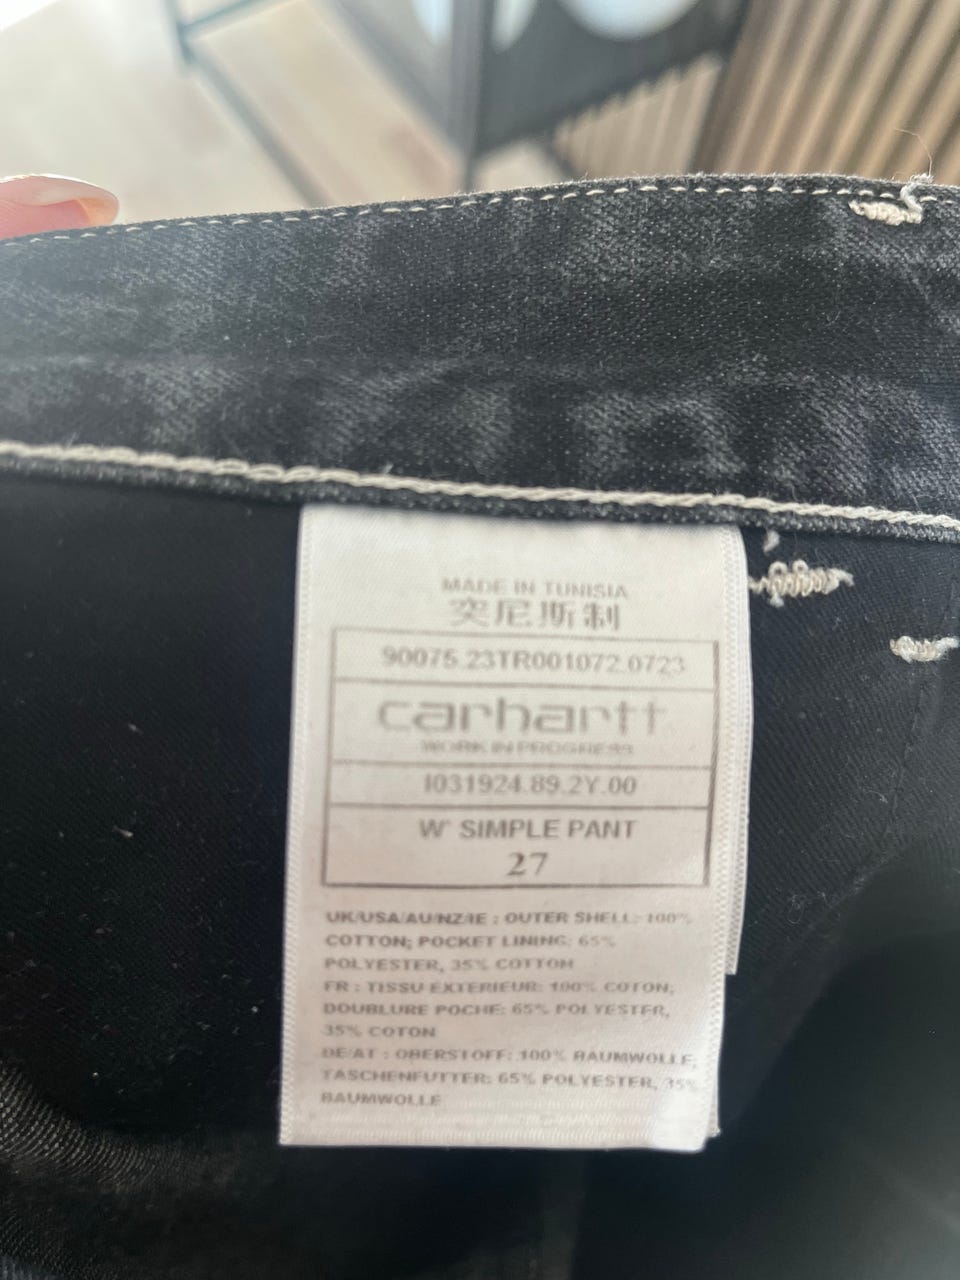 MADE IN TUNISIA
突尼斯制
90075.23TR001072.0723
carhartt
WORK IN PROGRESS
I031924.89.2Y.00
W' SIMPLE PANT
27
UK/USA/AU/NZ/IE : OUTER SHELL: 100%
COTTON; POCKET LINING: 65%
POLYESTER, 35% COTTON
FR : TISSU EXTERIEUR: 100% COTON;
DOUBLURE POCHE: 65% POLYESTER,
35% COTON
DE/AT : OBERSTOFF: 100% BAUMWOLLE;
TASCHENFUTTER: 65% POLYESTER, 35%
BAUMWOLLE